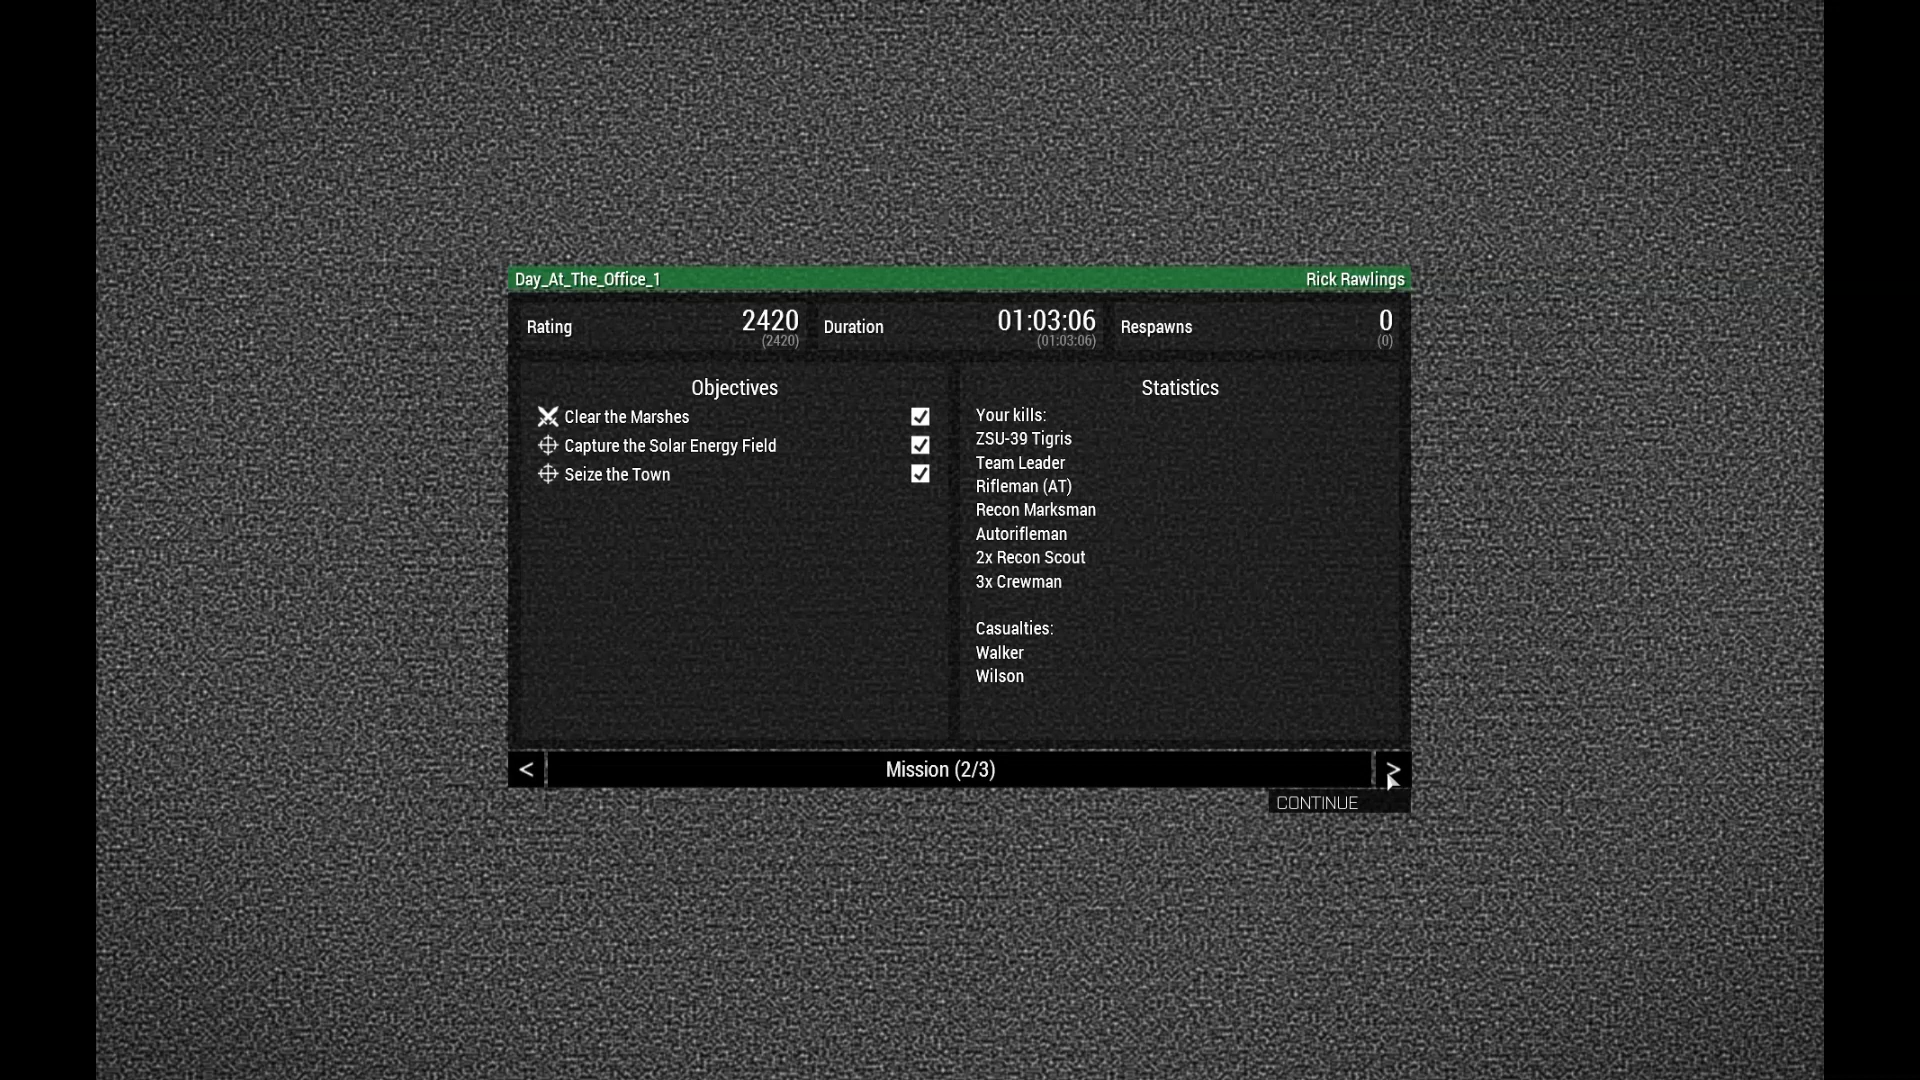 Day_At_The_Office_1 Rick Rawlings
Rating 2420 Duration 01:03:06 Respawns 0
(2420) (01:03:06) (0)
Objectives
Clear the Marshes
Capture the Solar Energy Field
Seize the Town
Statistics
Your kills:
ZSU-39 Tigris
Team Leader
Rifleman (AT)
Recon Marksman
Autorifleman
2x Recon Scout
3x Crewman
Casualties:
Walker
Wilson
< Mission (2/3) >
CONTINUE